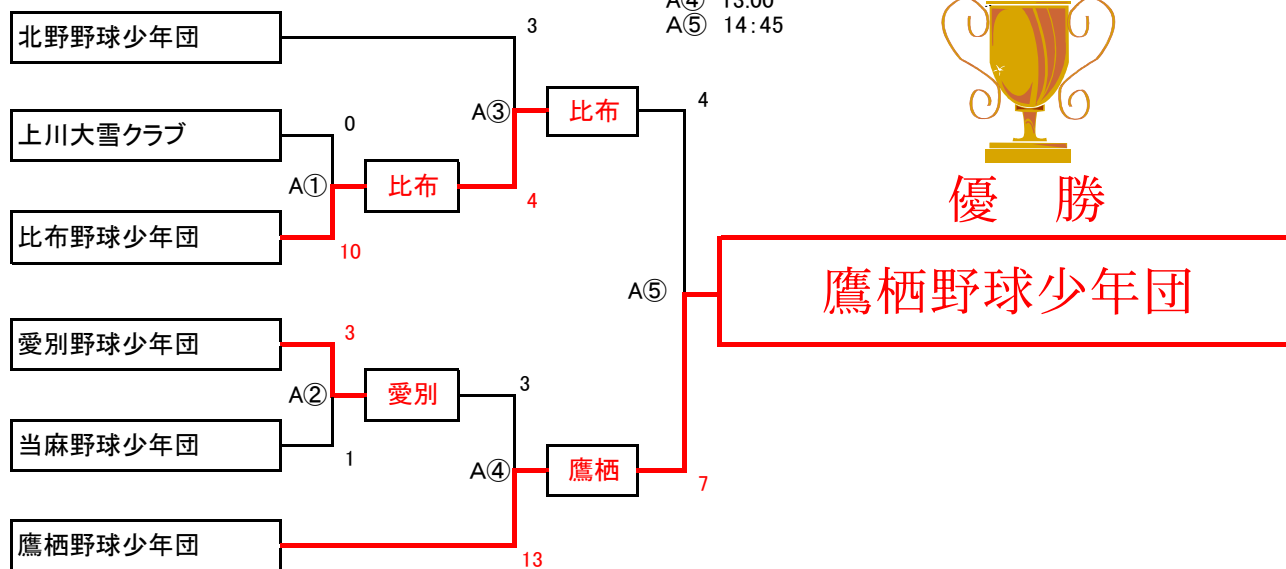 A④ 13:00
A⑤ 14:45
北野野球少年団
3
上川大雪クラブ
0
A③
比布
4
A①
比布
4
比布野球少年団
10
優 勝
鷹栖野球少年団
A⑤
愛別野球少年団
3
A②
愛別
3
当麻野球少年団
1
A④
鷹栖
7
鷹栖野球少年団
13